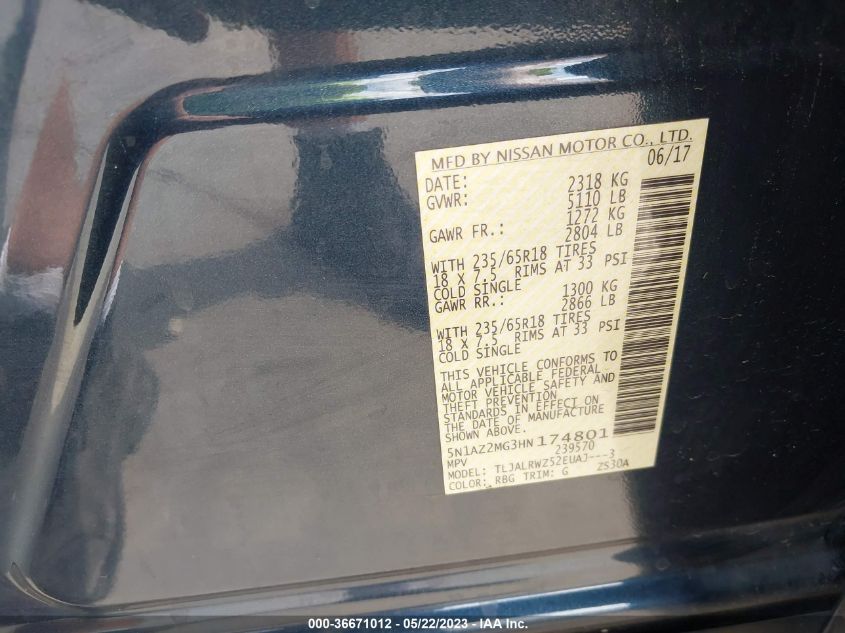 MFD BY NISSAN MOTOR CO., LTD.
DATE: 06/17
GVWR: 2318 KG
5110 LB
GAWR FR.: 1272 KG
2804 LB
WITH 235/65R18 TIRES
18 X 7.5 RIMS AT 33 PSI
COLD SINGLE
GAWR RR.: 1300 KG
2866 LB
WITH 235/65R18 TIRES
18 X 7.5 RIMS AT 33 PSI
COLD SINGLE
THIS VEHICLE CONFORMS TO
ALL APPLICABLE FEDERAL
MOTOR VEHICLE SAFETY AND
THEFT PREVENTION
STANDARDS IN EFFECT ON
THE DATE OF MANUFACTURE
SHOWN ABOVE.
5N1AZ2MG3HN174801
MPV 239570
MODEL: TLJALRWZ52EUAJ---3
COLOR: RBG TRIM: G ZS30A
000-36671012 - 05/22/2023 - IAA Inc.